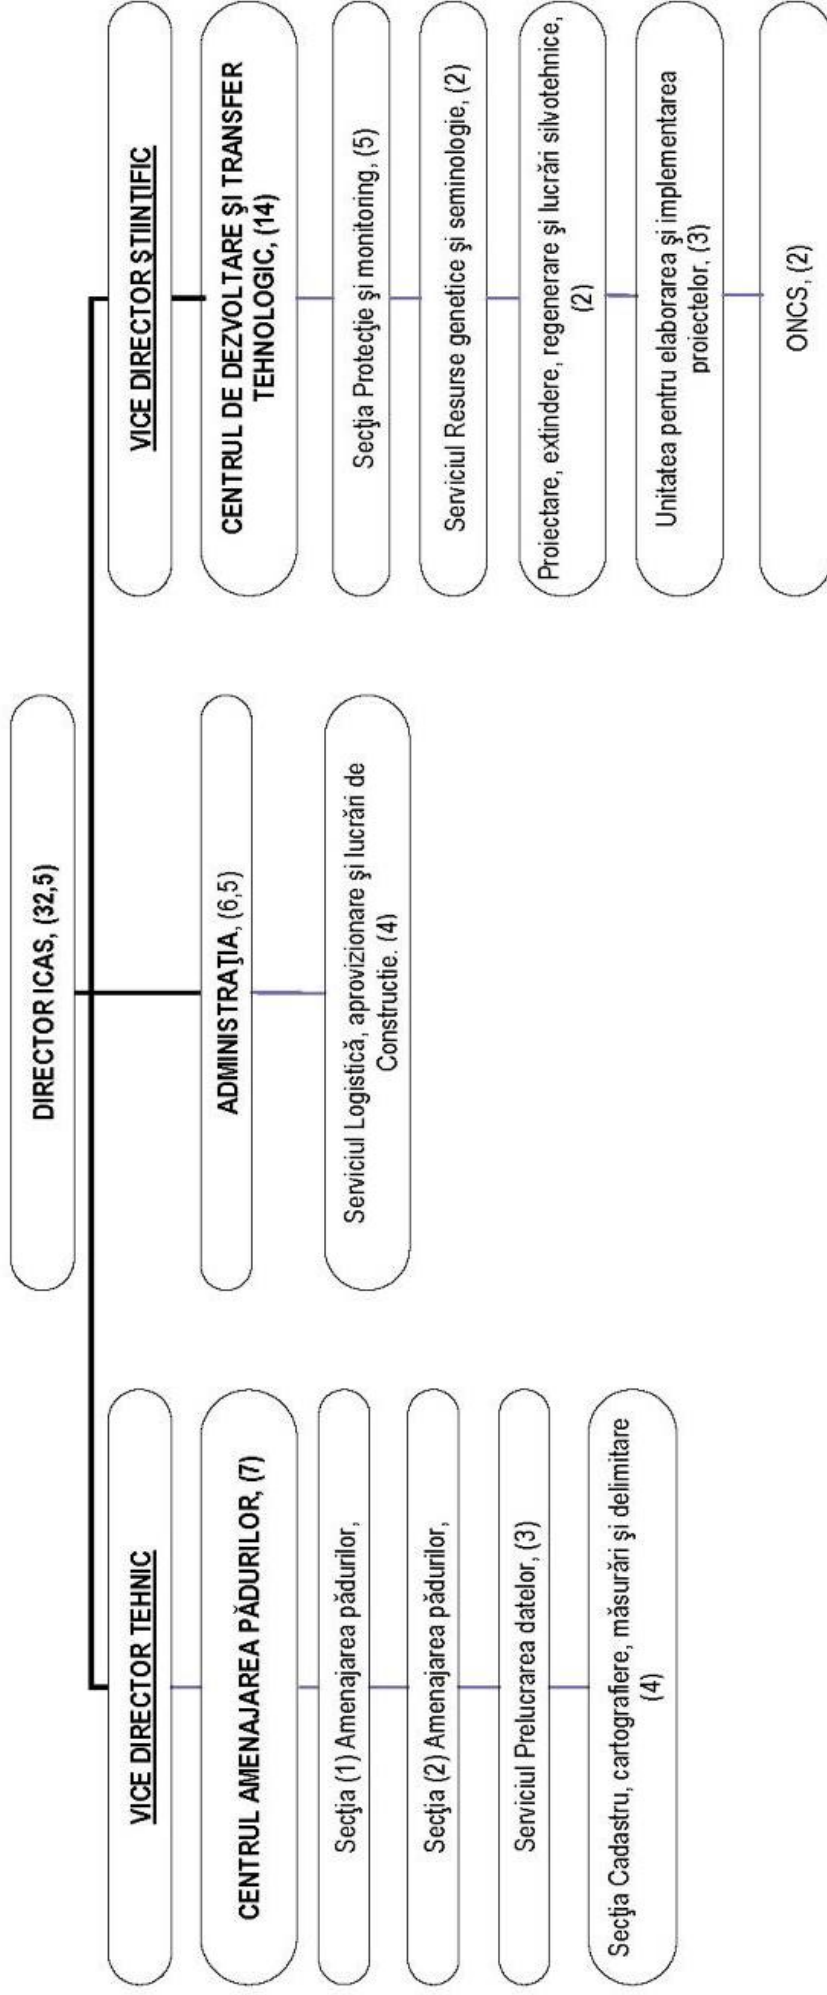 DIRECTOR ICAS, (32,5)
VICE DIRECTOR TEHNIC
CENTRUL AMENAJAREA PĂDURILOR, (7)
Secţia (1) Amenajarea pădurilor,
Secţia (2) Amenajarea pădurilor,
Serviciul Prelucrarea datelor, (3)
Secţia Cadastru, cartografiere, măsurări şi delimitare
(4)
ADMINISTRAŢIA, (6,5)
Serviciul Logistică, aprovizionare şi lucrări de
Constructie. (4)
VICE DIRECTOR ŞTIINŢIFIC
CENTRUL DE DEZVOLTARE ŞI TRANSFER
TEHNOLOGIC, (14)
Secţia Protecţie şi monitoring, (5)
Serviciul Resurse genetice şi seminologie, (2)
Proiectare, extindere, regenerare şi lucrări silvotehnice,
(2)
Unitatea pentru elaborarea şi implementarea
proiectelor. (3)
ONCS, (2)